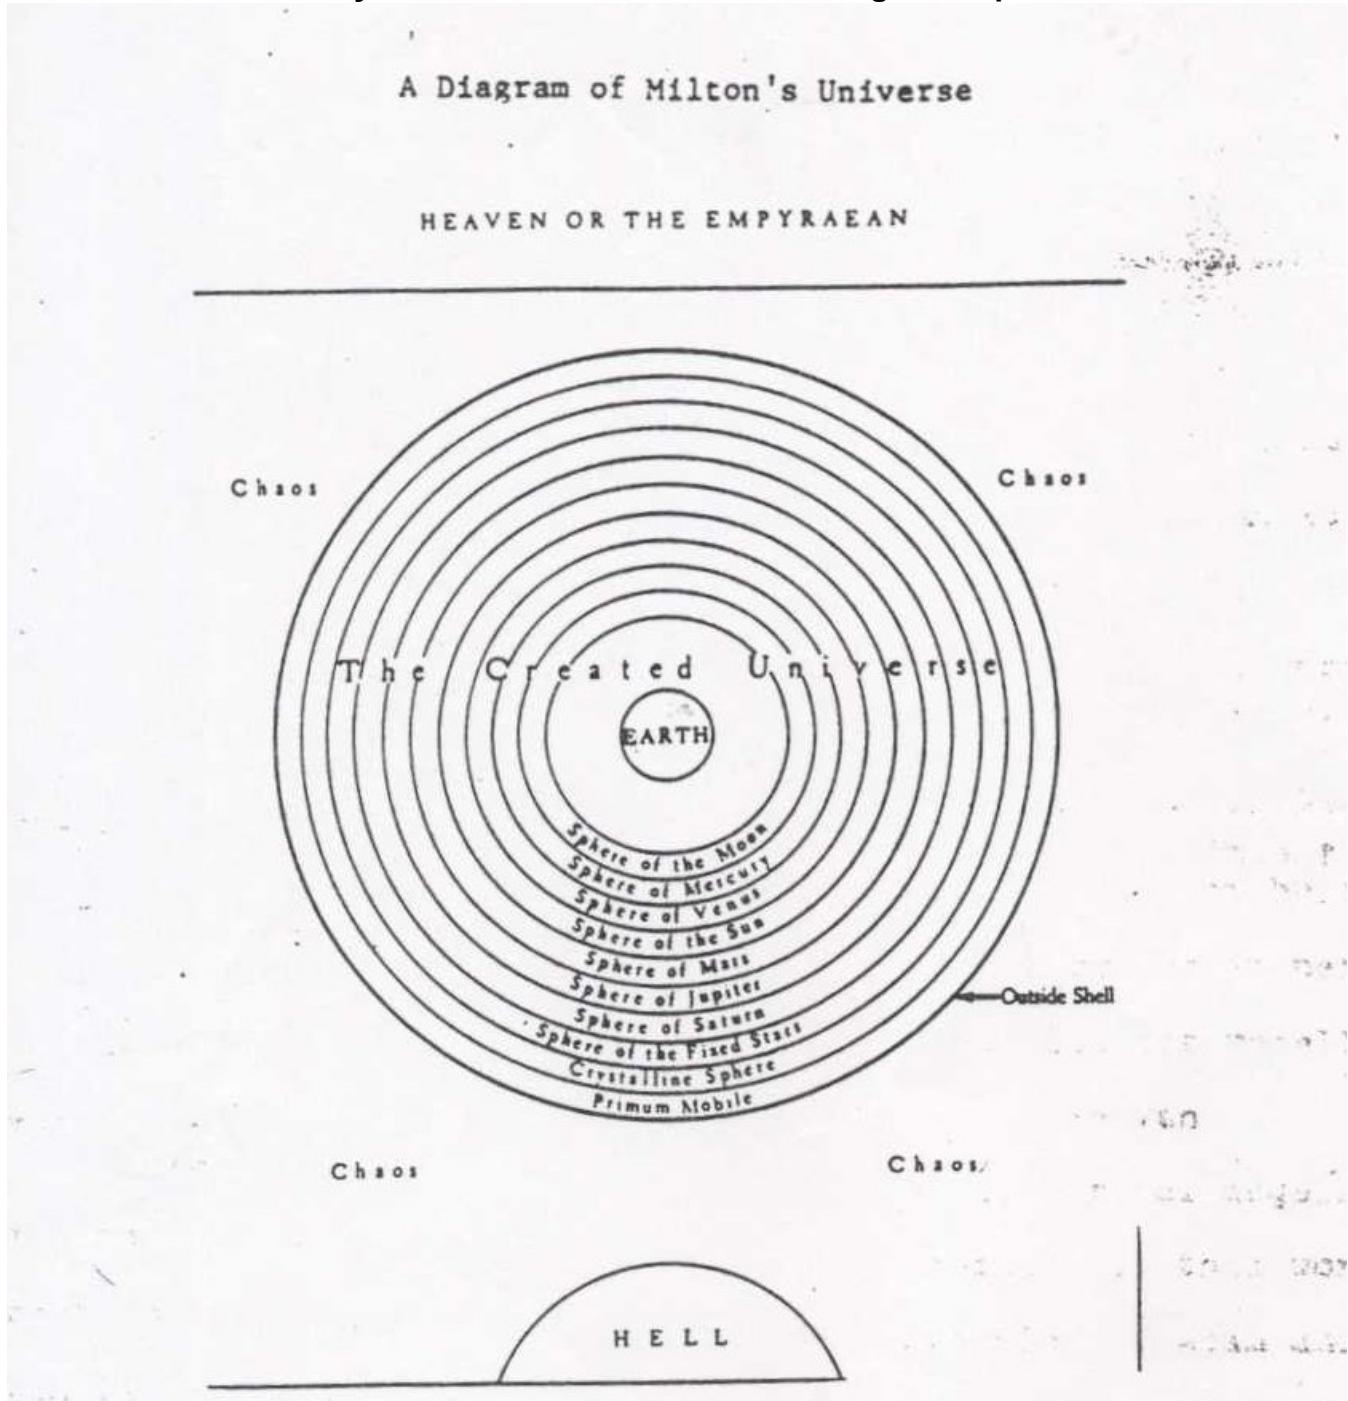 A Diagram of Milton's Universe
HEAVEN OR THE EMPYRAEAN
Chaos
Chaos
The Created Universe
EARTH
Sphere of the Moon
Sphere of Mercury
Sphere of Venus
Sphere of the Sun
Sphere of Mars
Sphere of Jupiter
Outside Shell
Sphere of Saturn
Sphere of the Fixed Stars
Crystalline Sphere
Primum Mobile
Chaos
Chaos
HELL